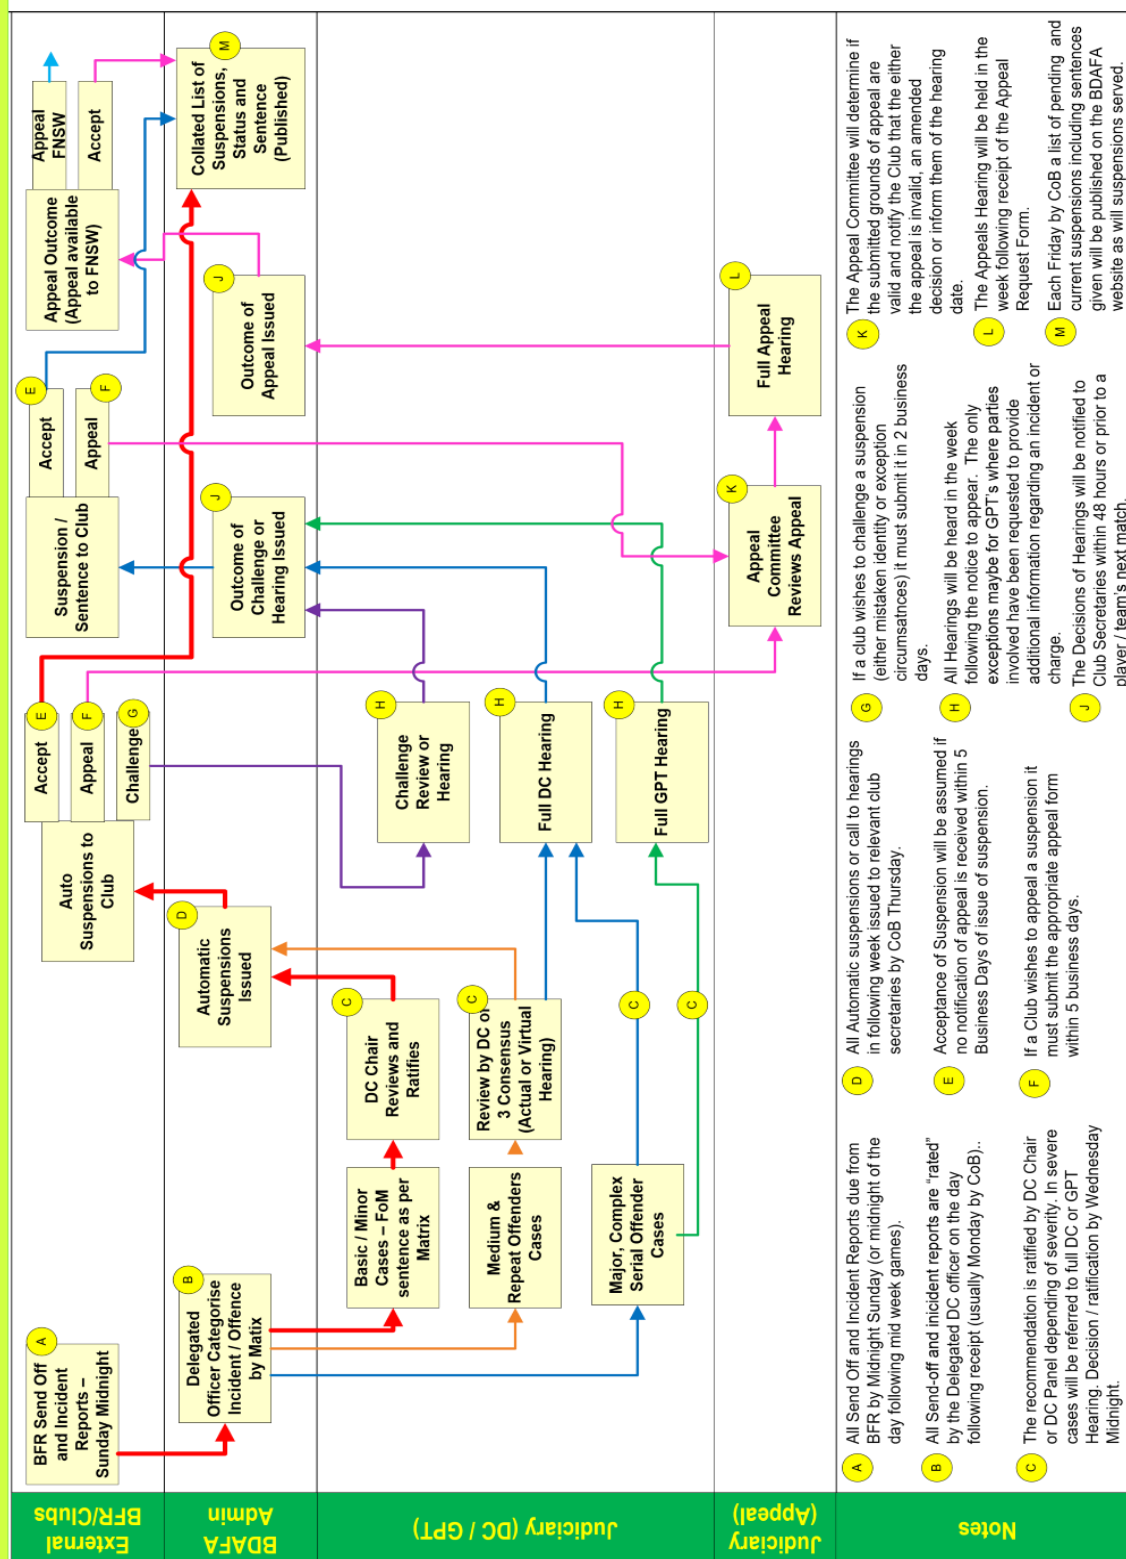 External
BFR/Clubs
BFR Send Off
and Incident
Reports –
Sunday Midnight
A
Auto
Suspensions to
Club
Accept
E
Appeal
F
Challenge
G
Suspension /
Sentence to Club
Accept
E
Appeal
F
Appeal Outcome
(Appeal available
to FNSW)
Appeal
FNSW
Accept
BDAFA
Admin
Delegated
Officer Categorise
Incident / Offence
by Matix
B
Automatic
Suspensions
Issued
D
Outcome of
Challenge or
Hearing Issued
J
Outcome of
Appeal Issued
J
Collated List of
Suspensions,
Status and
Sentence
(Published)
M
Judiciary (DC / GPT)
Basic / Minor
Cases – FoM
sentence as per
Matrix
DC Chair
Reviews and
Ratifies
C
Challenge
Review or
Hearing
H
Medium &
Repeat Offenders
Cases
Review by DC or
3 Consensus
(Actual or Virtual
Hearing)
C
Full DC Hearing
H
Major, Complex
Serial Offender
Cases
C
C
Full GPT Hearing
H
Judiciary
(Appeal)
Appeal
Committee
Reviews Appeal
K
Full Appeal
Hearing
L
Notes
A
All Send Off and Incident Reports due from
BFR by Midnight Sunday (or midnight of the
day following mid week games).
B
All Send-off and inicident reports are “rated”
by the Delegated DC officer on the day
following receipt (usually Monday by CoB)..
C
The recommendation is ratified by DC Chair
or DC Panel depending of severity. In severe
cases will be referred to full DC or GPT
Hearing. Decision / ratification by Wednesday
Midnight.
D
All Automatic suspensions or call to hearings
in following week issued to relevant club
secretaries by CoB Thursday.
E
Acceptance of Suspension will be assumed if
no notification of appeal is received within 5
Business Days of issue of suspension.
F
If a Club wishes to appeal a suspension it
must submit the appropriate appeal form
within 5 business days.
G
If a club wishes to challenge a suspension
(either mistaken identity or exception
circumsatnces) it must submit it in 2 business
days.
H
All Hearings will be heard in the week
following the notice to appear. The only
exceptions maybe for GPT's where parties
involved have been requested to provide
additional information regarding an incident or
charge.
J
The Decisions of Hearings will be notified to
Club Secretaries within 48 hours or prior to a
player / team's next match.
K
The Appeal Committee will determine if
the submitted grounds of appeal are
valid and notify the Club that the either
the appeal is invalid, an amended
decision or inform them of the hearing
date.
L
The Appeals Hearing will be held in the
week following receipt of the Appeal
Request Form.
M
Each Friday by CoB a list of pending and
current suspensions including sentences
given will be published on the BDAFA
website as will suspensions served.